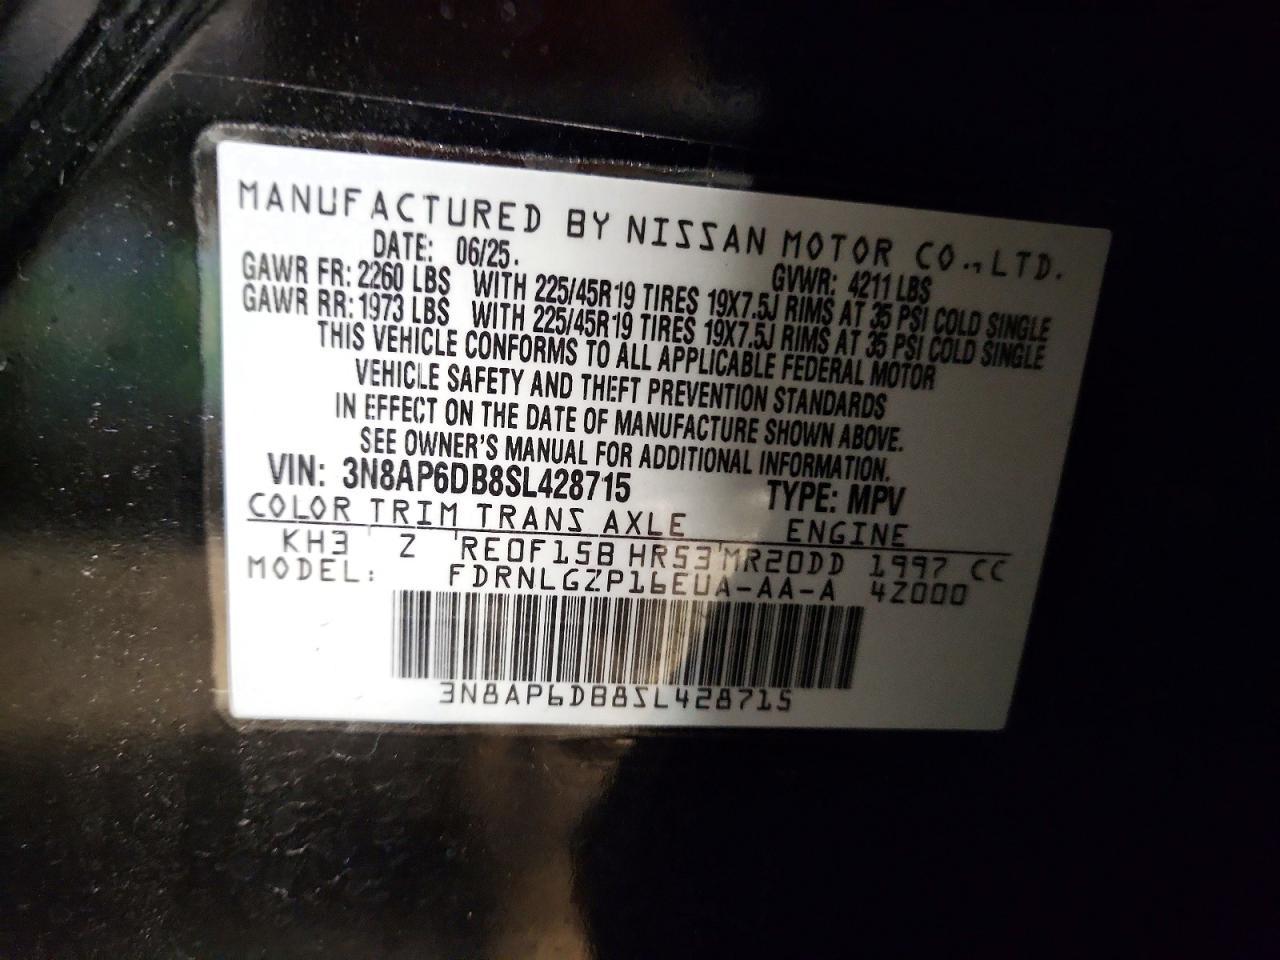 MANUFACTURED BY NISSAN MOTOR CO.,LTD.
DATE: 06/25. GVWR: 4211 LBS
GAWR FR: 2260 LBS WITH 225/45R19 TIRES 19X7.5J RIMS AT 35 PSI COLD SINGLE
GAWR RR: 1973 LBS WITH 225/45R19 TIRES 19X7.5J RIMS AT 35 PSI COLD SINGLE
THIS VEHICLE CONFORMS TO ALL APPLICABLE FEDERAL MOTOR
VEHICLE SAFETY AND THEFT PREVENTION STANDARDS
IN EFFECT ON THE DATE OF MANUFACTURE SHOWN ABOVE.
SEE OWNER'S MANUAL FOR ADDITIONAL INFORMATION.
VIN: 3N8AP6DB8SL428715 TYPE: MPV
COLOR TRIM TRANS AXLE ENGINE
KH3 Z RE0F15B HR53 MR20DD 1997 CC
MODEL: FDRNLGZP16EUA-AA-A 4Z000
3N8AP6DB8SL428715